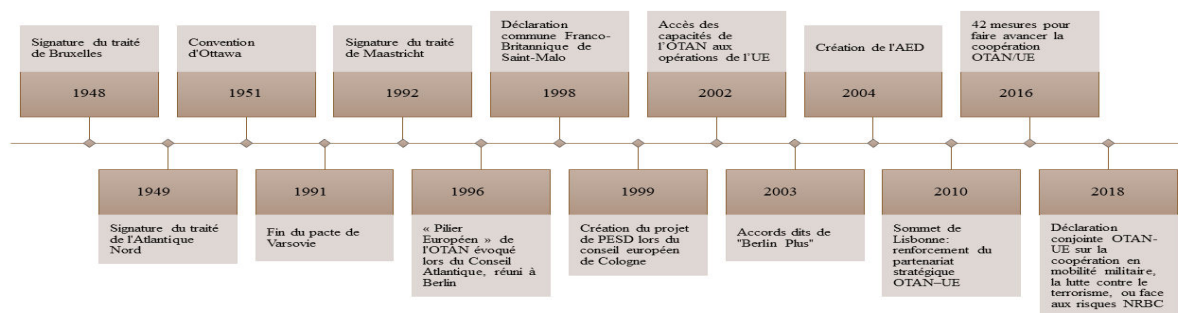 Signature du traité
de Bruxelles
1948
Convention
d'Ottawa
1951
Signature du traité
de Maastricht
1992
Déclaration
commune Franco-
Britannique de
Saint-Malo
1998
Accès des
capacités de
l'OTAN aux
opérations de l'UE
2002
Création de l'AED
2004
42 mesures pour
faire avancer la
coopération
OTAN/UE
2016
1949
Signature du traité
de l'Atlantique
Nord
1991
Fin du pacte de
Varsovie
1996
« Pilier
Européen » de
l'OTAN évoqué
lors du Conseil
Atlantique, réuni à
Berlin
1999
Création du projet
de PESD lors du
conseil européen
de Cologne
2003
Accords dits de
"Berlin Plus"
2010
Sommet de
Lisbonne:
renforcement du
partenariat
stratégique
OTAN–UE
2018
Déclaration
conjointe OTAN-
UE sur la
coopération en
mobilité militaire,
la lutte contre le
terrorisme, ou face
aux risques NRBC